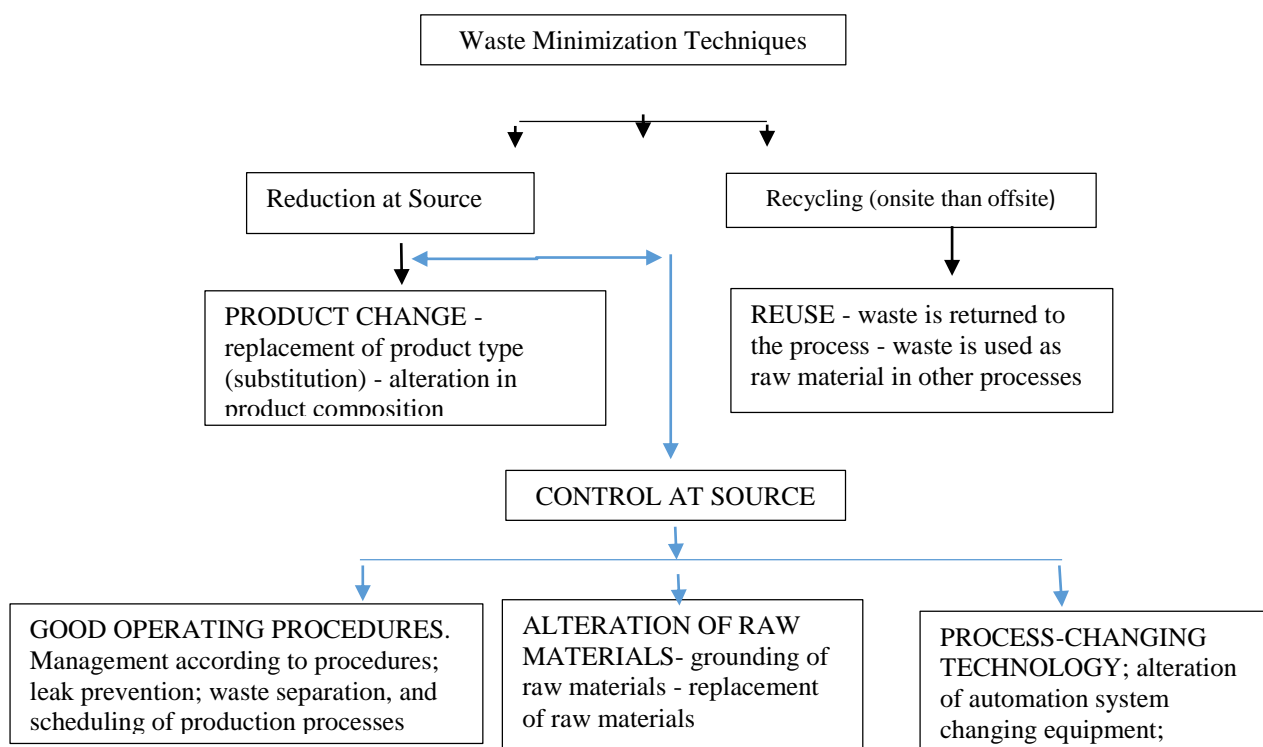 Waste Minimization Techniques
Reduction at Source
Recycling (onsite than offsite)
PRODUCT CHANGE -
replacement of product type
(substitution) - alteration in
product composition
REUSE - waste is returned to
the process - waste is used as
raw material in other processes
CONTROL AT SOURCE
GOOD OPERATING PROCEDURES.
Management according to procedures;
leak prevention; waste separation, and
scheduling of production processes
ALTERATION OF RAW
MATERIALS- grounding of
raw materials - replacement
of raw materials
PROCESS-CHANGING
TECHNOLOGY; alteration
of automation system
changing equipment;